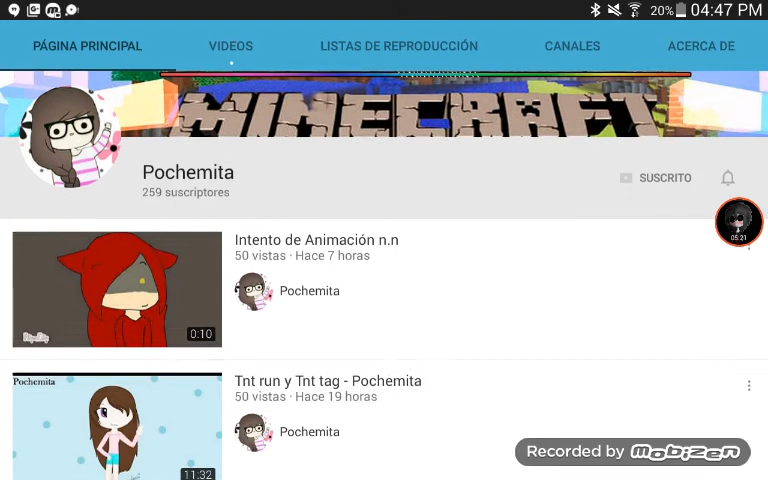 20% 04:47 PM
PÁGINA PRINCIPAL VIDEOS LISTAS DE REPRODUCCIÓN CANALES ACERCA DE
MINECRAFT
Pochemita
259 suscriptores
SUSCRITO
05:21
Intento de Animación n.n
50 vistas · Hace 7 horas
Pochemita
0:10
Tnt run y Tnt tag - Pochemita
50 vistas · Hace 19 horas
Pochemita
Pochemita
11:32
Recorded by mobizen